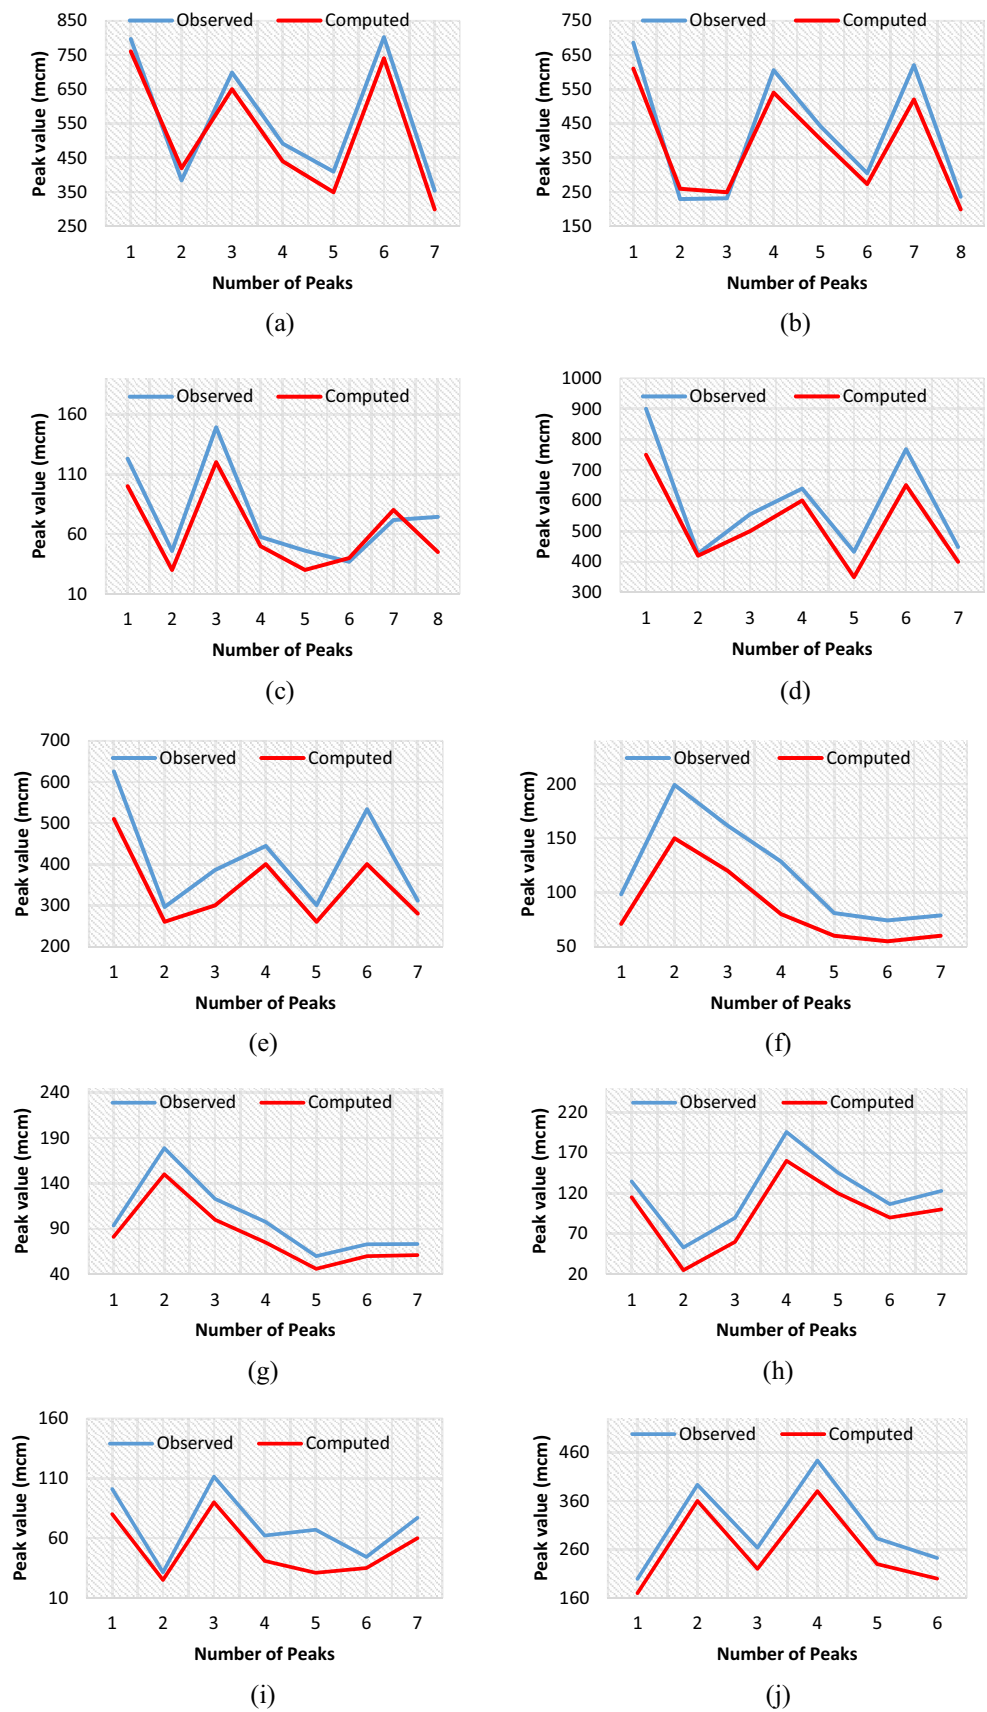 Observed Computed
Peak value (mcm)
850
750
650
550
450
350
250
1 2 3 4 5 6 7
Number of Peaks
(a)
Observed Computed
Peak value (mcm)
750
650
550
450
350
250
150
1 2 3 4 5 6 7 8
Number of Peaks
(b)
Observed Computed
Peak value (mcm)
160
110
60
10
1 2 3 4 5 6 7 8
Number of Peaks
(c)
Observed Computed
Peak value (mcm)
1000
900
800
700
600
500
400
300
1 2 3 4 5 6 7
Number of Peaks
(d)
Observed Computed
Peak value (mcm)
700
600
500
400
300
200
1 2 3 4 5 6 7
Number of Peaks
(e)
Observed Computed
Peak value (mcm)
200
150
100
50
1 2 3 4 5 6 7
Number of Peaks
(f)
Observed Computed
Peak value (mcm)
240
190
140
90
40
1 2 3 4 5 6 7
Number of Peaks
(g)
Observed Computed
Peak value (mcm)
220
170
120
70
20
1 2 3 4 5 6 7
Number of Peaks
(h)
Observed Computed
Peak value (mcm)
160
110
60
10
1 2 3 4 5 6 7
Number of Peaks
(i)
Observed Computed
Peak value (mcm)
460
360
260
160
1 2 3 4 5 6
Number of Peaks
(j)